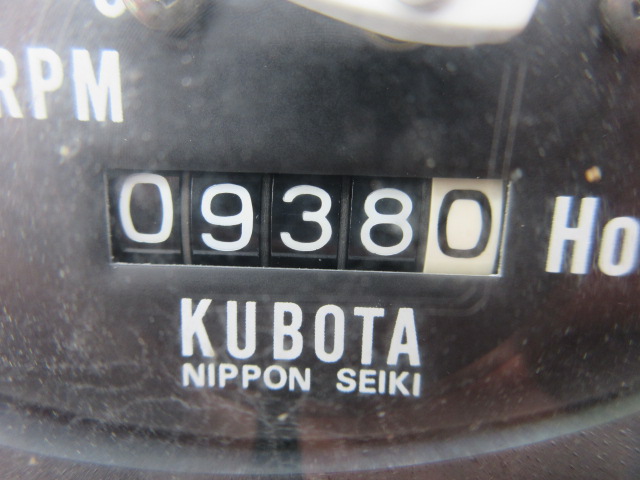 RPM
09380
Ho
KUBOTA
NIPPON SEIKI